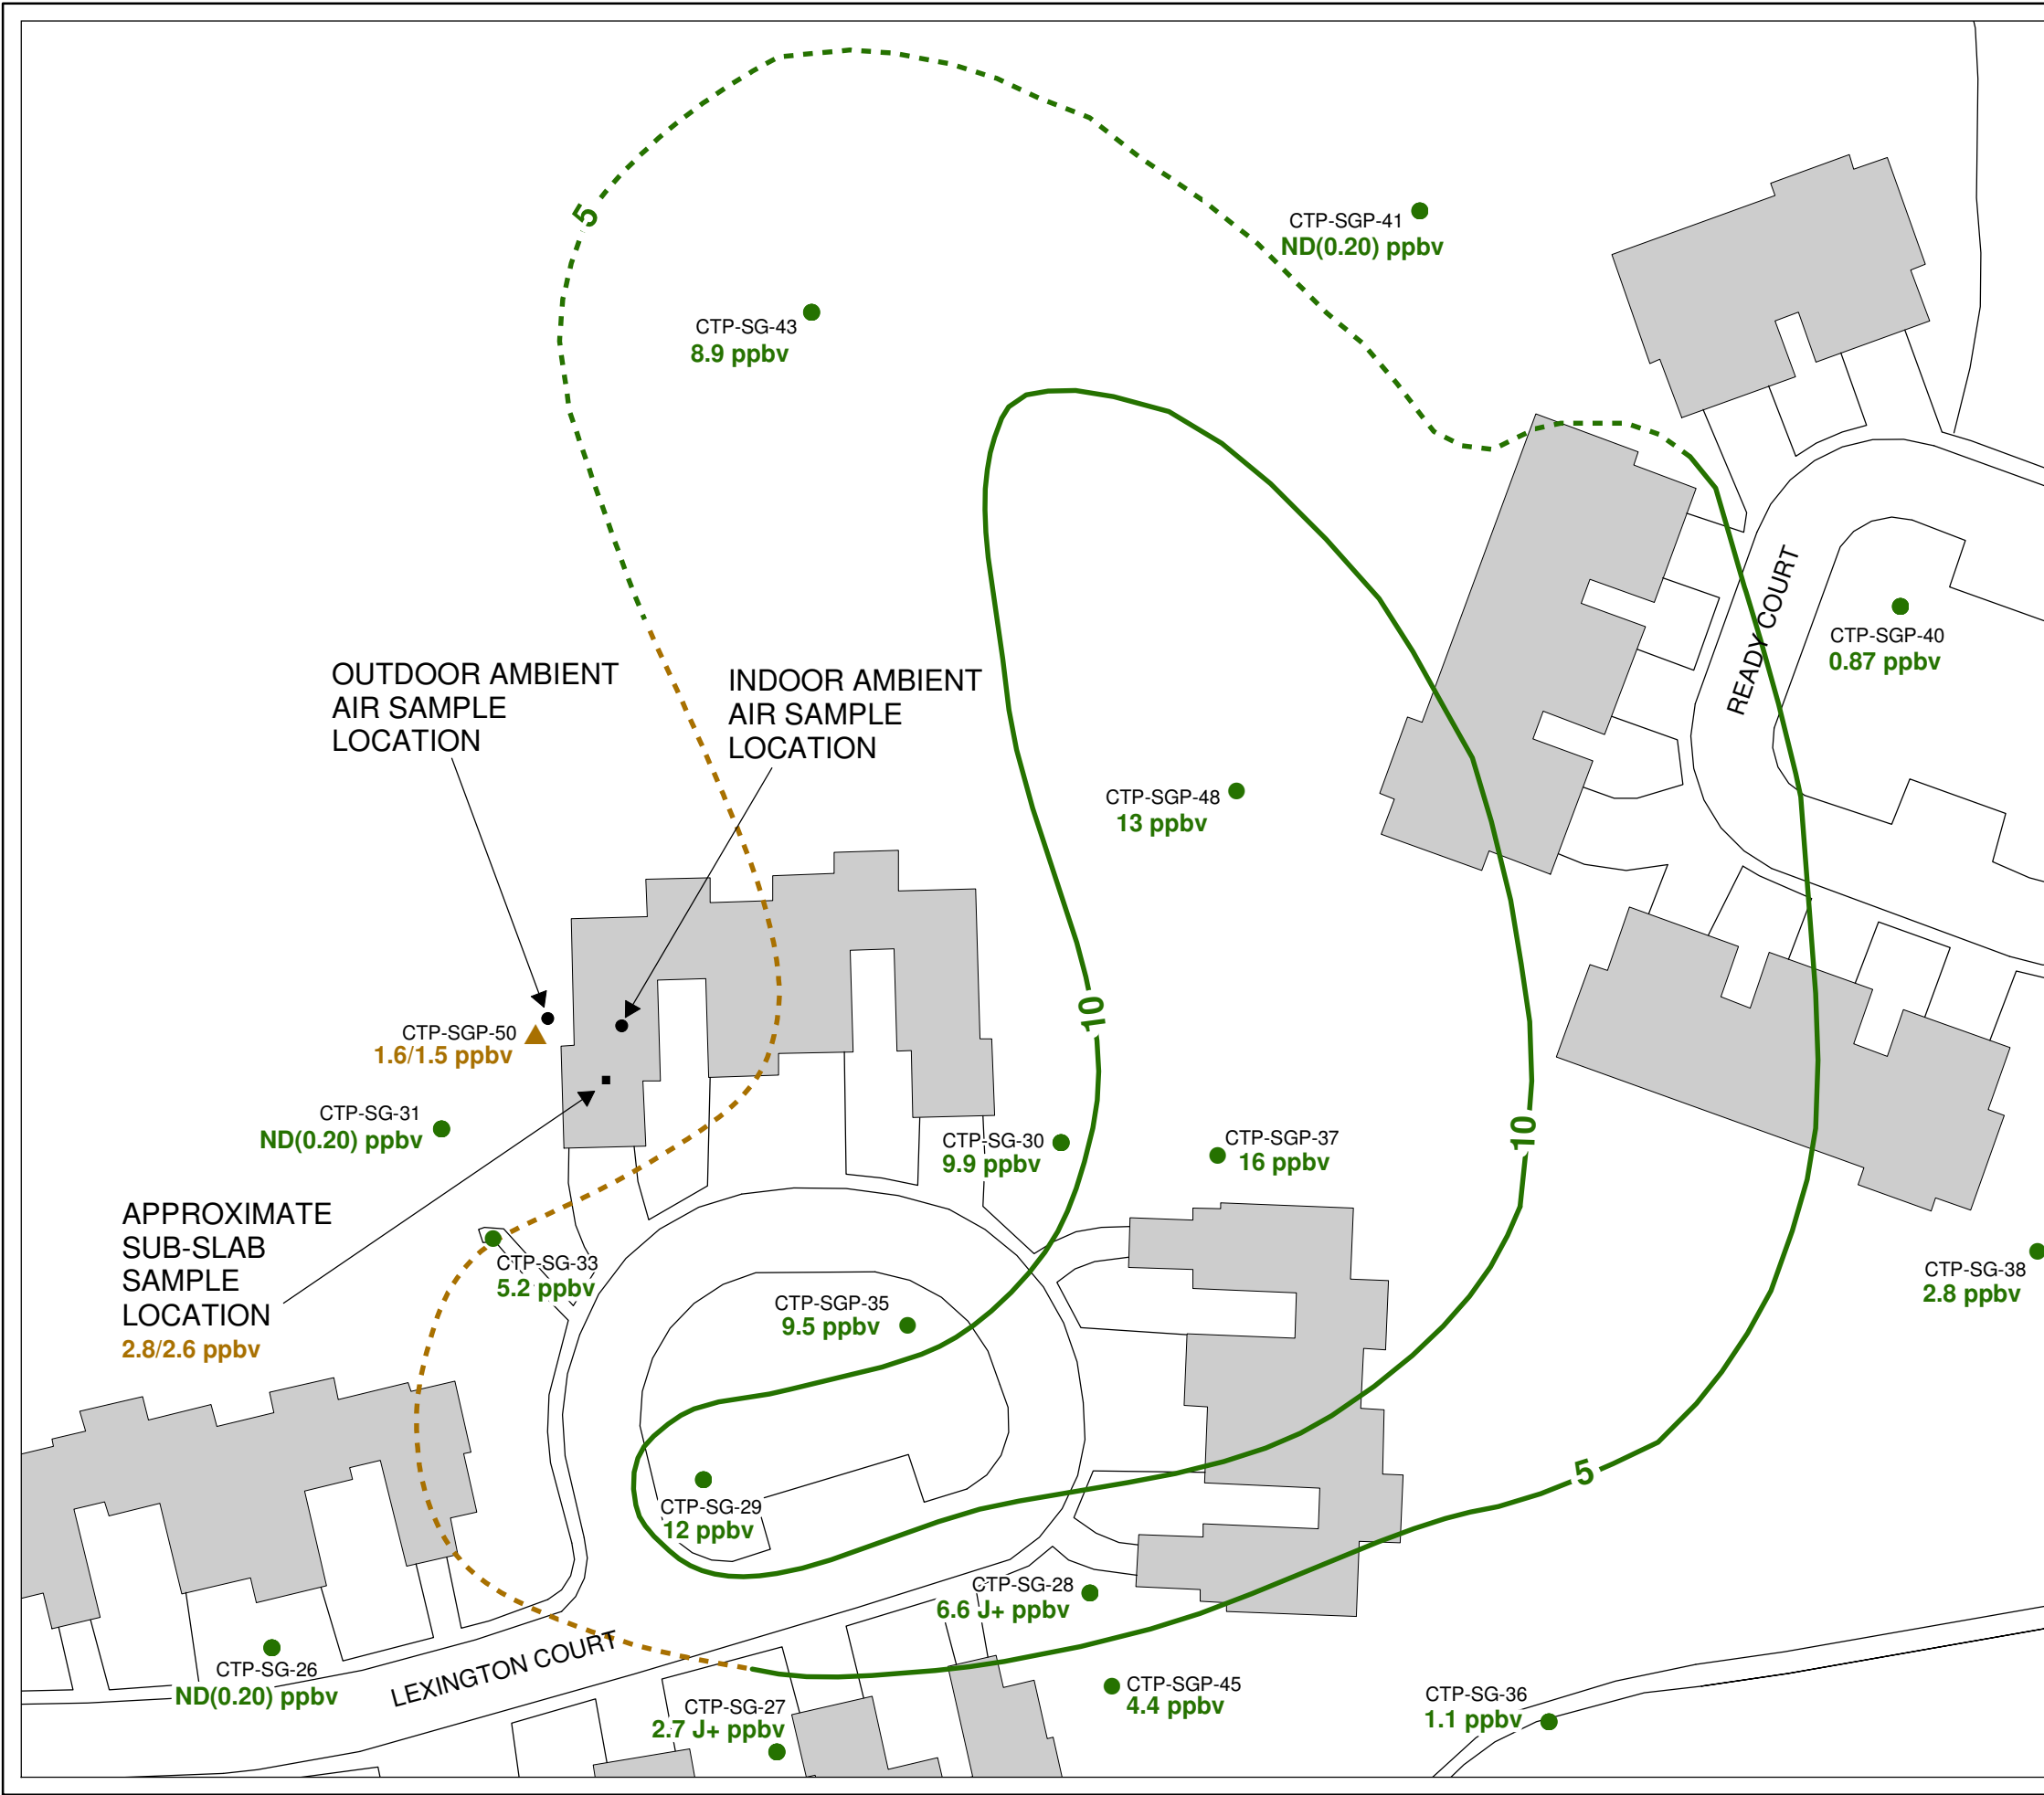 5
CTP-SGP-41
ND(0.20) ppbv
CTP-SG-43
8.9 ppbv
READY COURT
CTP-SGP-40
0.87 ppbv
OUTDOOR AMBIENT
AIR SAMPLE
LOCATION
INDOOR AMBIENT
AIR SAMPLE
LOCATION
CTP-SGP-48
13 ppbv
10
CTP-SGP-50
1.6/1.5 ppbv
CTP-SG-31
ND(0.20) ppbv
CTP-SG-30
9.9 ppbv
CTP-SGP-37
16 ppbv
10
APPROXIMATE
SUB-SLAB
SAMPLE
LOCATION
2.8/2.6 ppbv
CTP-SG-33
5.2 ppbv
CTP-SGP-35
9.5 ppbv
CTP-SG-38
2.8 ppbv
5
CTP-SG-29
12 ppbv
CTP-SG-28
6.6 J+ ppbv
CTP-SG-26
ND(0.20) ppbv
LEXINGTON COURT
CTP-SG-27
2.7 J+ ppbv
CTP-SGP-45
4.4 ppbv
CTP-SG-36
1.1 ppbv